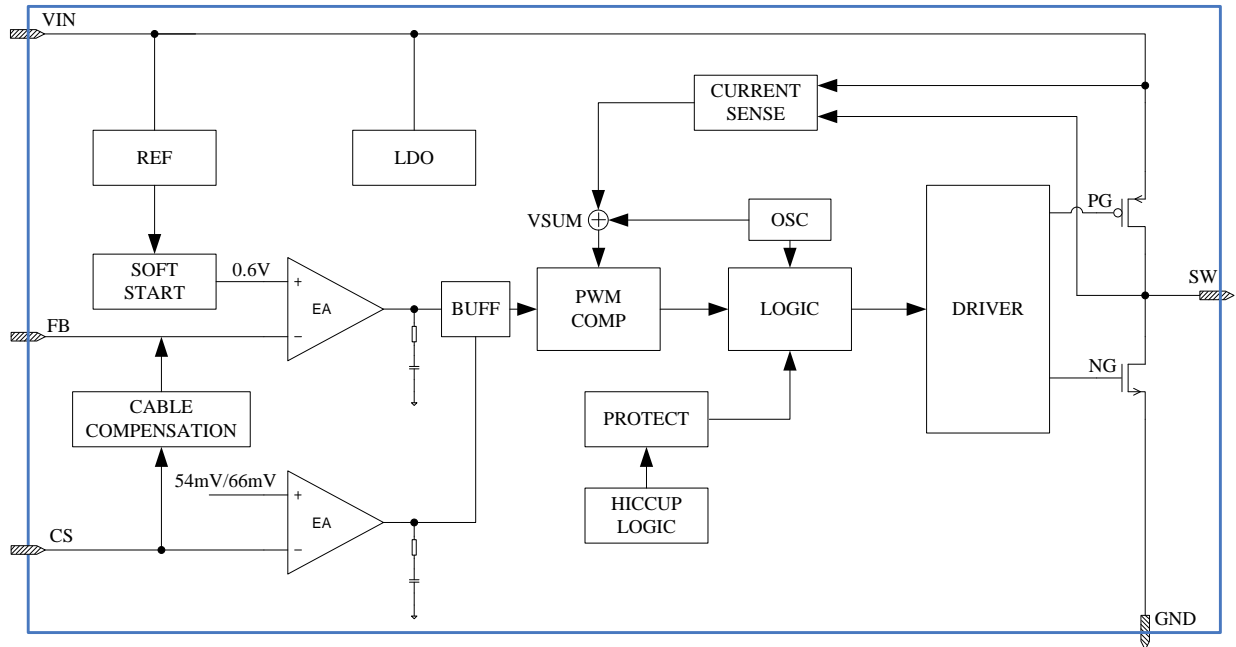 VIN
CURRENT
SENSE
REF
LDO
PG
VSUM
+
OSC
SOFT
START
0.6V
+
EA
−
BUFF
PWM
COMP
LOGIC
DRIVER
SW
FB
NG
CABLE
COMPENSATION
PROTECT
54mV/66mV
+
EA
−
HICCUP
LOGIC
CS
GND